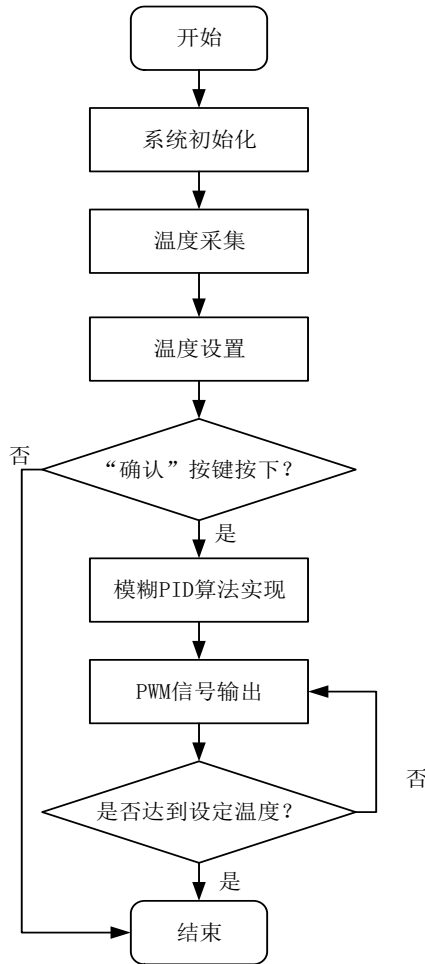 开始
系统初始化
温度采集
温度设置
否
“确认”按键按下？
是
模糊PID算法实现
PWM信号输出
否
是否达到设定温度？
是
结束